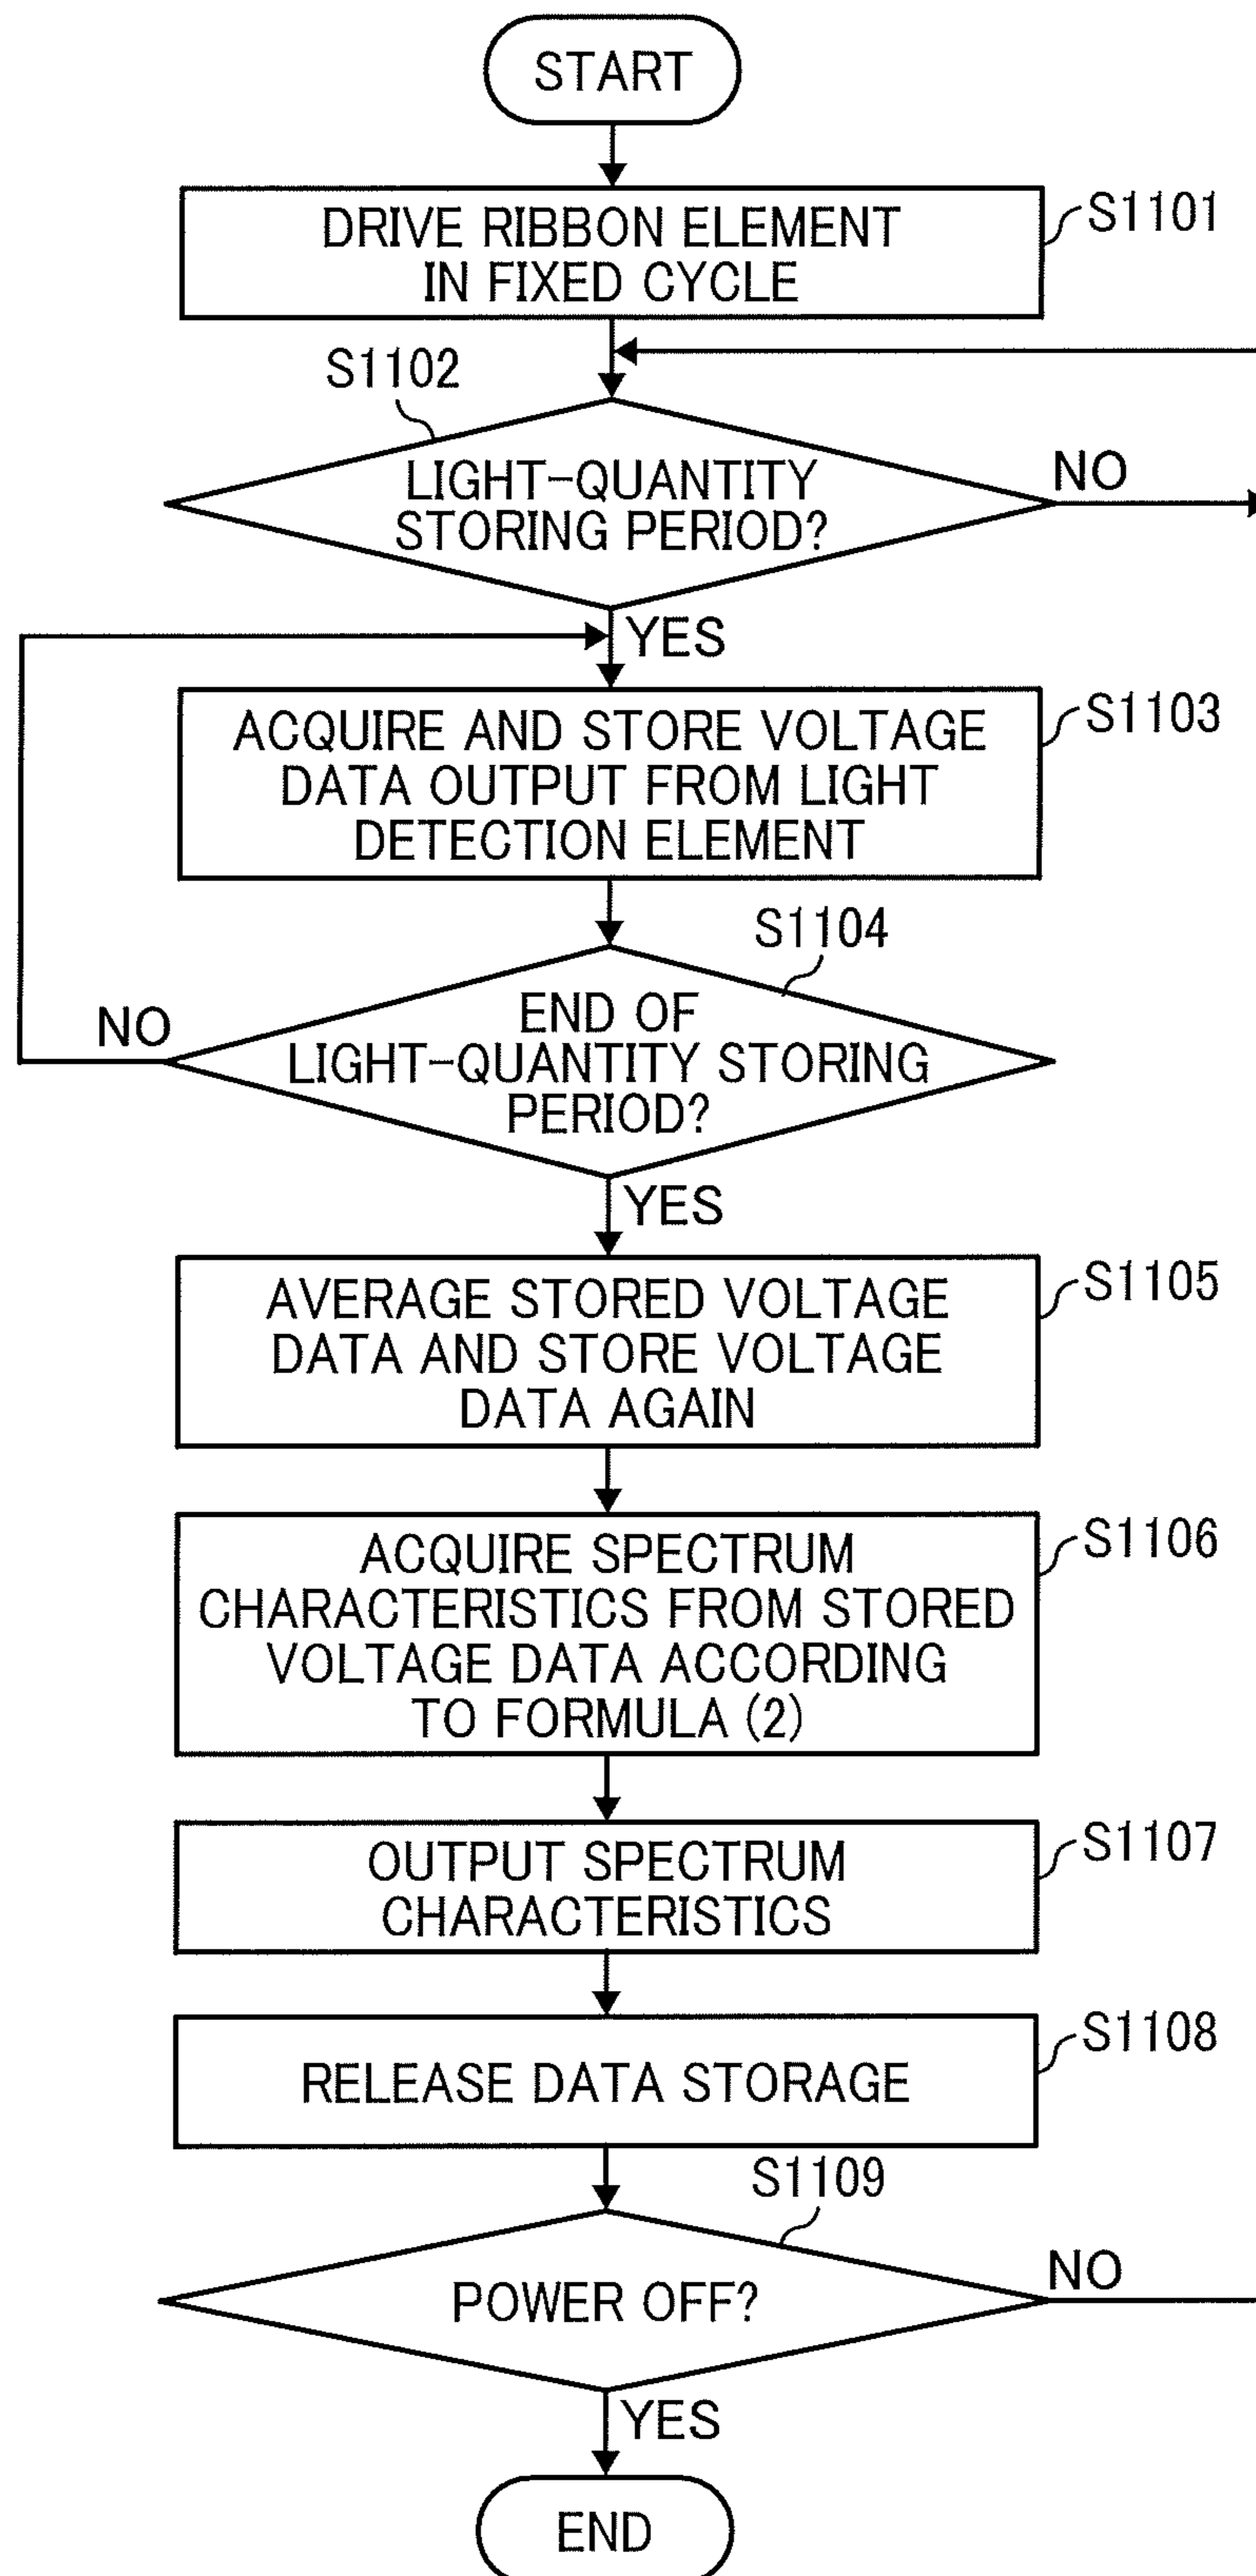 START
DRIVE RIBBON ELEMENT
IN FIXED CYCLE
S1101
S1102
LIGHT-QUANTITY
STORING PERIOD?
NO
YES
ACQUIRE AND STORE VOLTAGE
DATA OUTPUT FROM LIGHT
DETECTION ELEMENT
S1103
S1104
END OF
LIGHT-QUANTITY STORING
PERIOD?
NO
YES
AVERAGE STORED VOLTAGE
DATA AND STORE VOLTAGE
DATA AGAIN
S1105
ACQUIRE SPECTRUM
CHARACTERISTICS FROM STORED
VOLTAGE DATA ACCORDING
TO FORMULA (2)
S1106
OUTPUT SPECTRUM
CHARACTERISTICS
S1107
RELEASE DATA STORAGE
S1108
S1109
POWER OFF?
NO
YES
END